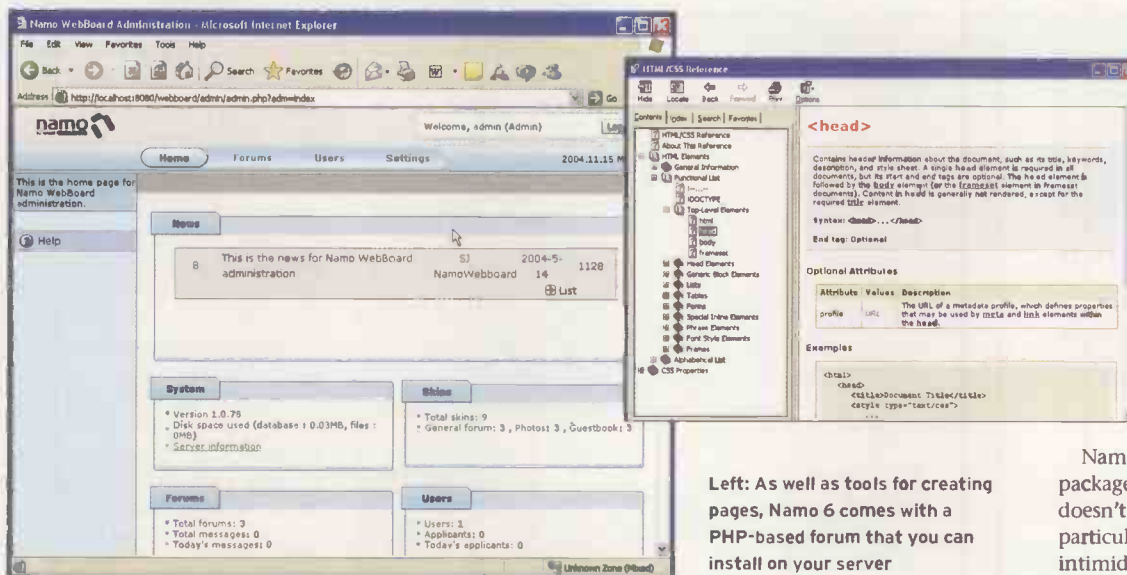 Namo WebBoard Administration - Microsoft Internet Explorer
File Edit View Favorites Tools Help
Back Search Favorites
Address http://localhost:8080/webboard/admin/admin.php?adm=index Go
namo
Welcome, admin (Admin)
Home Forums Users Settings 2004.11.15 M
This is the home page for
Namo WebBoard
administration.
Help
News
8 This is the news for Namo WebBoard administration SJ NamoWebboard 2004-5-14 1128
List
System
• Version 1.0.76
• Disk space used (database : 0.03MB, files : 0MB)
• Server information
Skins
• Total skins: 9
• General forum: 3 , Photos: 3 , Guestbook: 3
Forums
• Total forums: 3
• Total messages: 0
• Today's messages: 0
Users
• Users: 1
• Applicants: 0
• Today's applicants: 0
Unknown Zone (Mixed)
HTML/CSS Reference
Hide Locate Back Forward Print Options
Contents Index Search Favorites
HTML/CSS Reference
About This Reference
HTML Elements
General Information
Functional List
!--...--
!DOCTYPE
Top-Level Elements
html
head
body
frameset
Head Elements
Generic Block Elements
Lists
Tables
Forms
Special Inline Elements
Phrase Elements
Font Style Elements
Frames
Alphabetical List
CSS Properties
<head>
Contains header information about the document, such as its title, keywords,
description, and style sheet. A single head element is required in all
documents, but its start and end tags are optional. The head element is
followed by the body element (or the frameset element in frameset
documents). Content in head is generally not rendered, except for the
required title element.
Syntax: <head>...</head>
End tag: Optional
Optional Attributes
Attribute Values Description
profile URL The URL of a metadata profile, which defines properties
that may be used by meta and link elements within
the head.
Examples
<html>
<head>
<title>Document Title</title>
<style type="text/css">
...
Left: As well as tools for creating
pages, Namo 6 comes with a
PHP-based forum that you can
install on your server
Nam
package
doesn't
particul
intimid